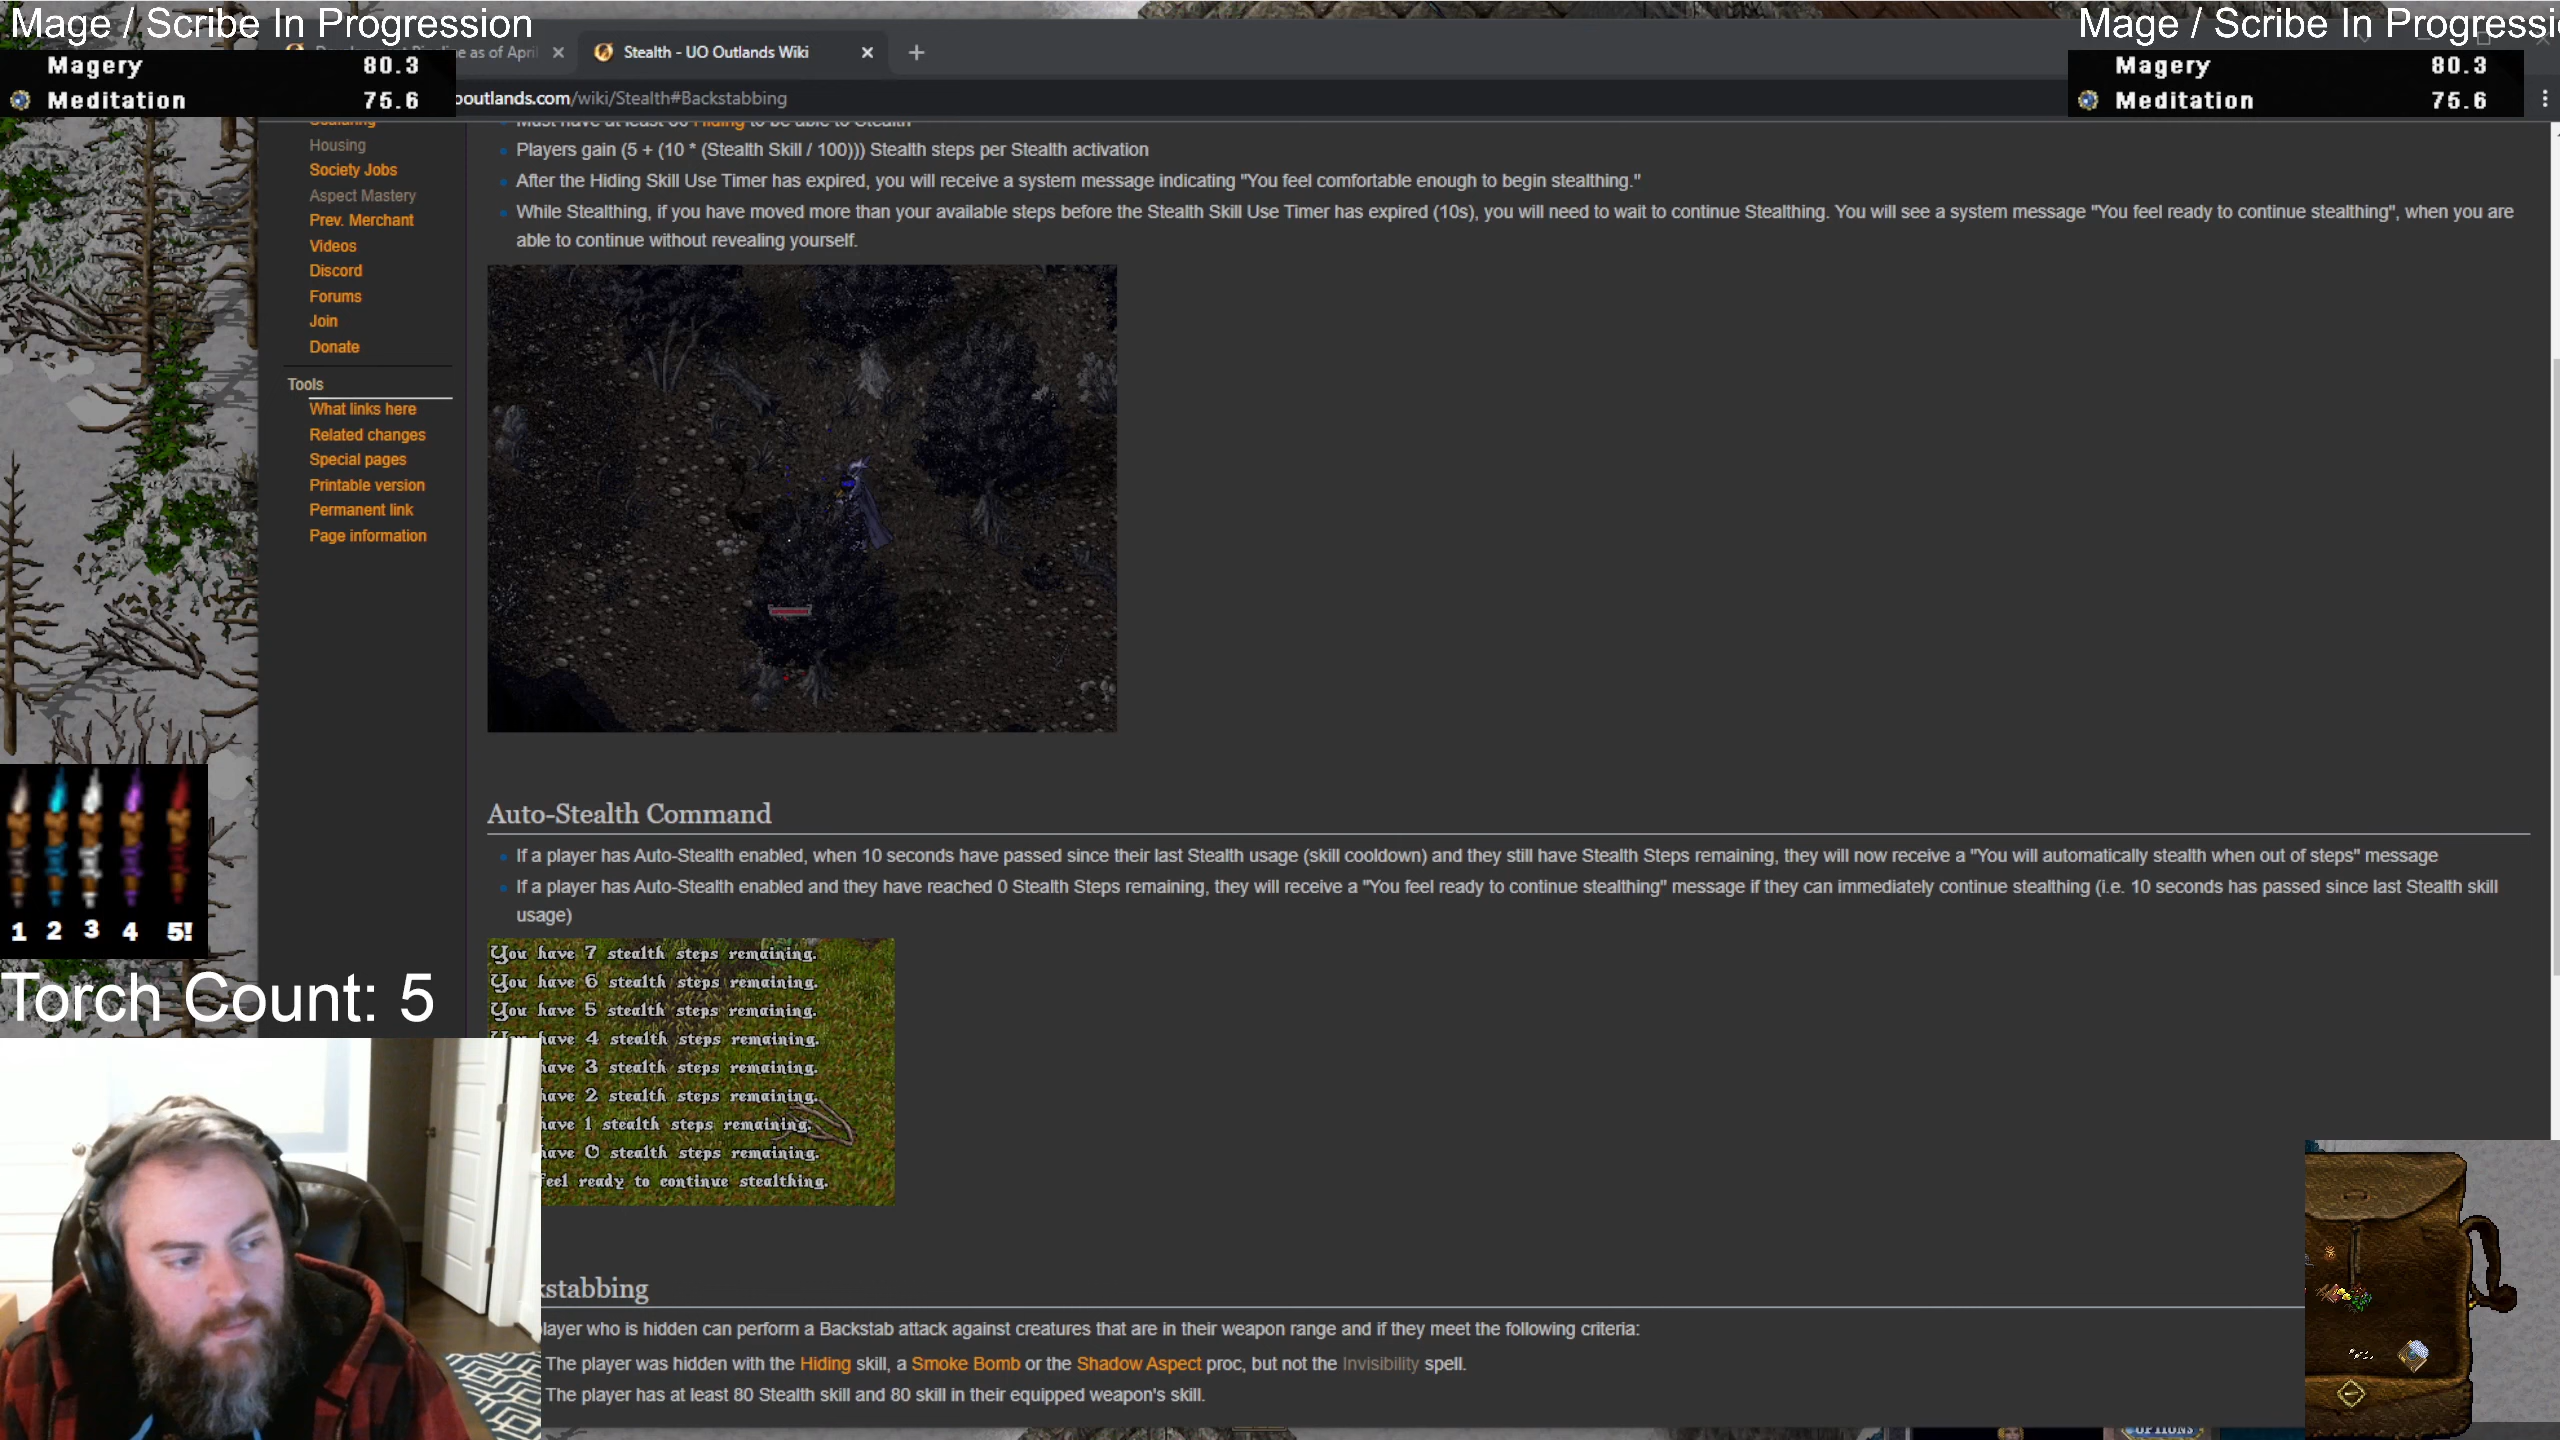 Mage / Scribe In Progression
Mage / Scribe In Progressi
Magery 80.3
Meditation 75.6
Magery 80.3
Meditation 75.6
e as of April
Stealth - UO Outlands Wiki
outlands.com/wiki/Stealth#Backstabbing
Housing
Society Jobs
Aspect Mastery
Prev. Merchant
Videos
Discord
Forums
Join
Donate
Tools
What links here
Related changes
Special pages
Printable version
Permanent link
Page information
Hiding to be able to Stealth
Players gain (5 + (10 * (Stealth Skill / 100))) Stealth steps per Stealth activation
After the Hiding Skill Use Timer has expired, you will receive a system message indicating "You feel comfortable enough to begin stealthing."
While Stealthing, if you have moved more than your available steps before the Stealth Skill Use Timer has expired (10s), you will need to wait to continue Stealthing. You will see a system message "You feel ready to continue stealthing", when you are
able to continue without revealing yourself.
Auto-Stealth Command
If a player has Auto-Stealth enabled, when 10 seconds have passed since their last Stealth usage (skill cooldown) and they still have Stealth Steps remaining, they will now receive a "You will automatically stealth when out of steps" message
If a player has Auto-Stealth enabled and they have reached 0 Stealth Steps remaining, they will receive a "You feel ready to continue stealthing" message if they can immediately continue stealthing (i.e. 10 seconds has passed since last Stealth skill
usage)
You have 7 stealth steps remaining.
You have 6 stealth steps remaining.
You have 5 stealth steps remaining.
have 4 stealth steps remaining.
have 3 stealth steps remaining.
have 2 stealth steps remaining.
have 1 stealth steps remaining.
have 0 stealth steps remaining.
feel ready to continue stealthing.
kstabbing
layer who is hidden can perform a Backstab attack against creatures that are in their weapon range and if they meet the following criteria:
The player was hidden with the Hiding skill, a Smoke Bomb or the Shadow Aspect proc, but not the Invisibility spell.
The player has at least 80 Stealth skill and 80 skill in their equipped weapon's skill.
1 2 3 4 5!
Torch Count: 5
OPTIONS